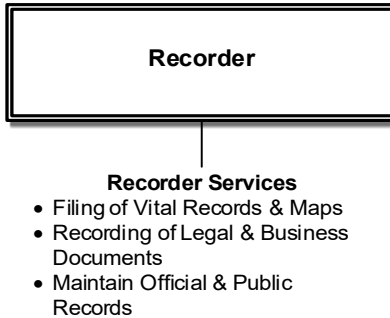 Recorder
Recorder Services
• Filing of Vital Records & Maps
• Recording of Legal & Business
Documents
• Maintain Official & Public
Records